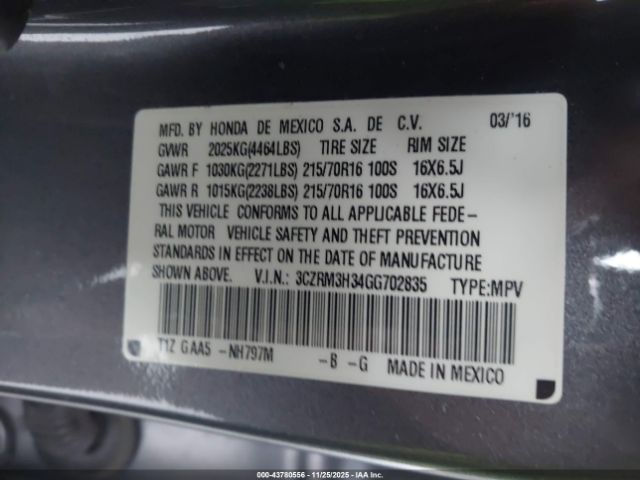 MFD. BY HONDA DE MEXICO S.A. DE C.V. 03/'16
GVWR 2025KG(4464LBS) TIRE SIZE RIM SIZE
GAWR F 1030KG(2271LBS) 215/70R16 100S 16X6.5J
GAWR R 1015KG(2238LBS) 215/70R16 100S 16X6.5J
THIS VEHICLE CONFORMS TO ALL APPLICABLE FEDE-
RAL MOTOR VEHICLE SAFETY AND THEFT PREVENTION
STANDARDS IN EFFECT ON THE DATE OF MANUFACTURE
SHOWN ABOVE. V.I.N.: 3CZRM3H34GG702835 TYPE:MPV
T1Z GAA5 -NH797M -B -G MADE IN MEXICO
000-43780556 - 11/25/2025 - IAA Inc.